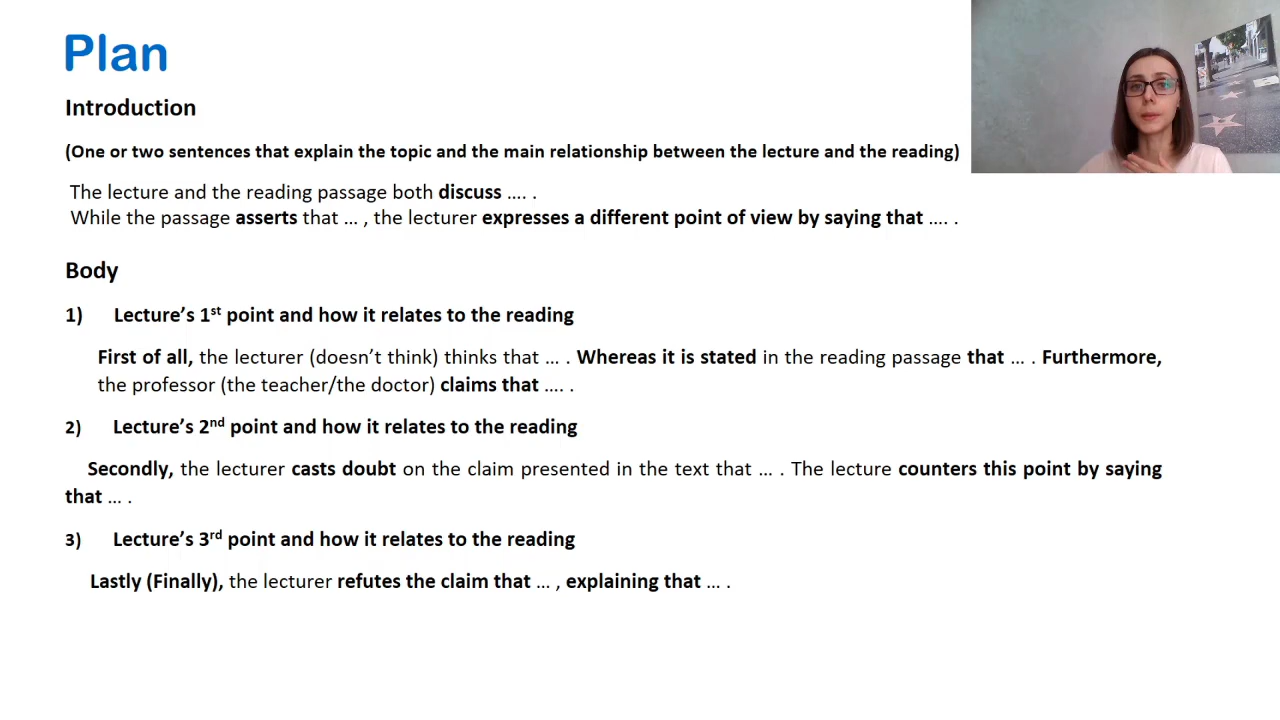 Plan
Introduction
(One or two sentences that explain the topic and the main relationship between the lecture and the reading)
The lecture and the reading passage both discuss .... .
While the passage asserts that ... , the lecturer expresses a different point of view by saying that .... .
Body
1) Lecture’s 1st point and how it relates to the reading
First of all, the lecturer (doesn’t think) thinks that ... . Whereas it is stated in the reading passage that ... . Furthermore,
the professor (the teacher/the doctor) claims that .... .
2) Lecture’s 2nd point and how it relates to the reading
Secondly, the lecturer casts doubt on the claim presented in the text that ... . The lecture counters this point by saying
that ... .
3) Lecture’s 3rd point and how it relates to the reading
Lastly (Finally), the lecturer refutes the claim that ... , explaining that ... .